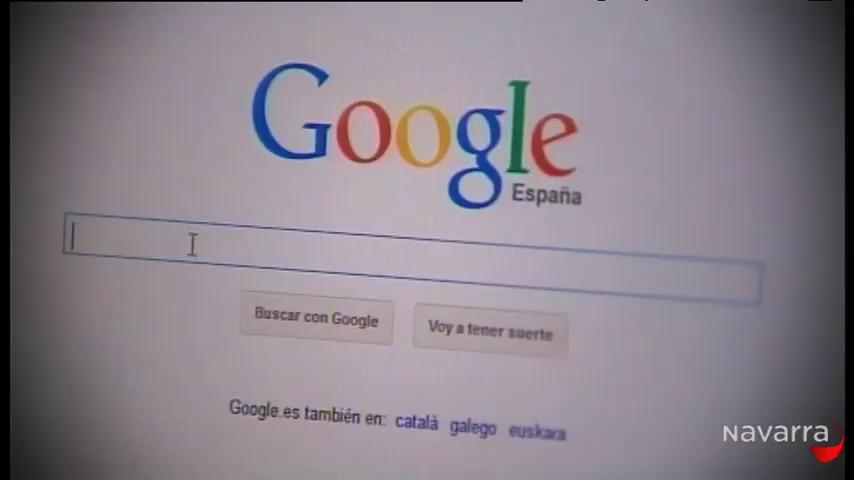 Google
España
Buscar con Google
Voy a tener suerte
Google.es también en: català galego euskara
Navarra